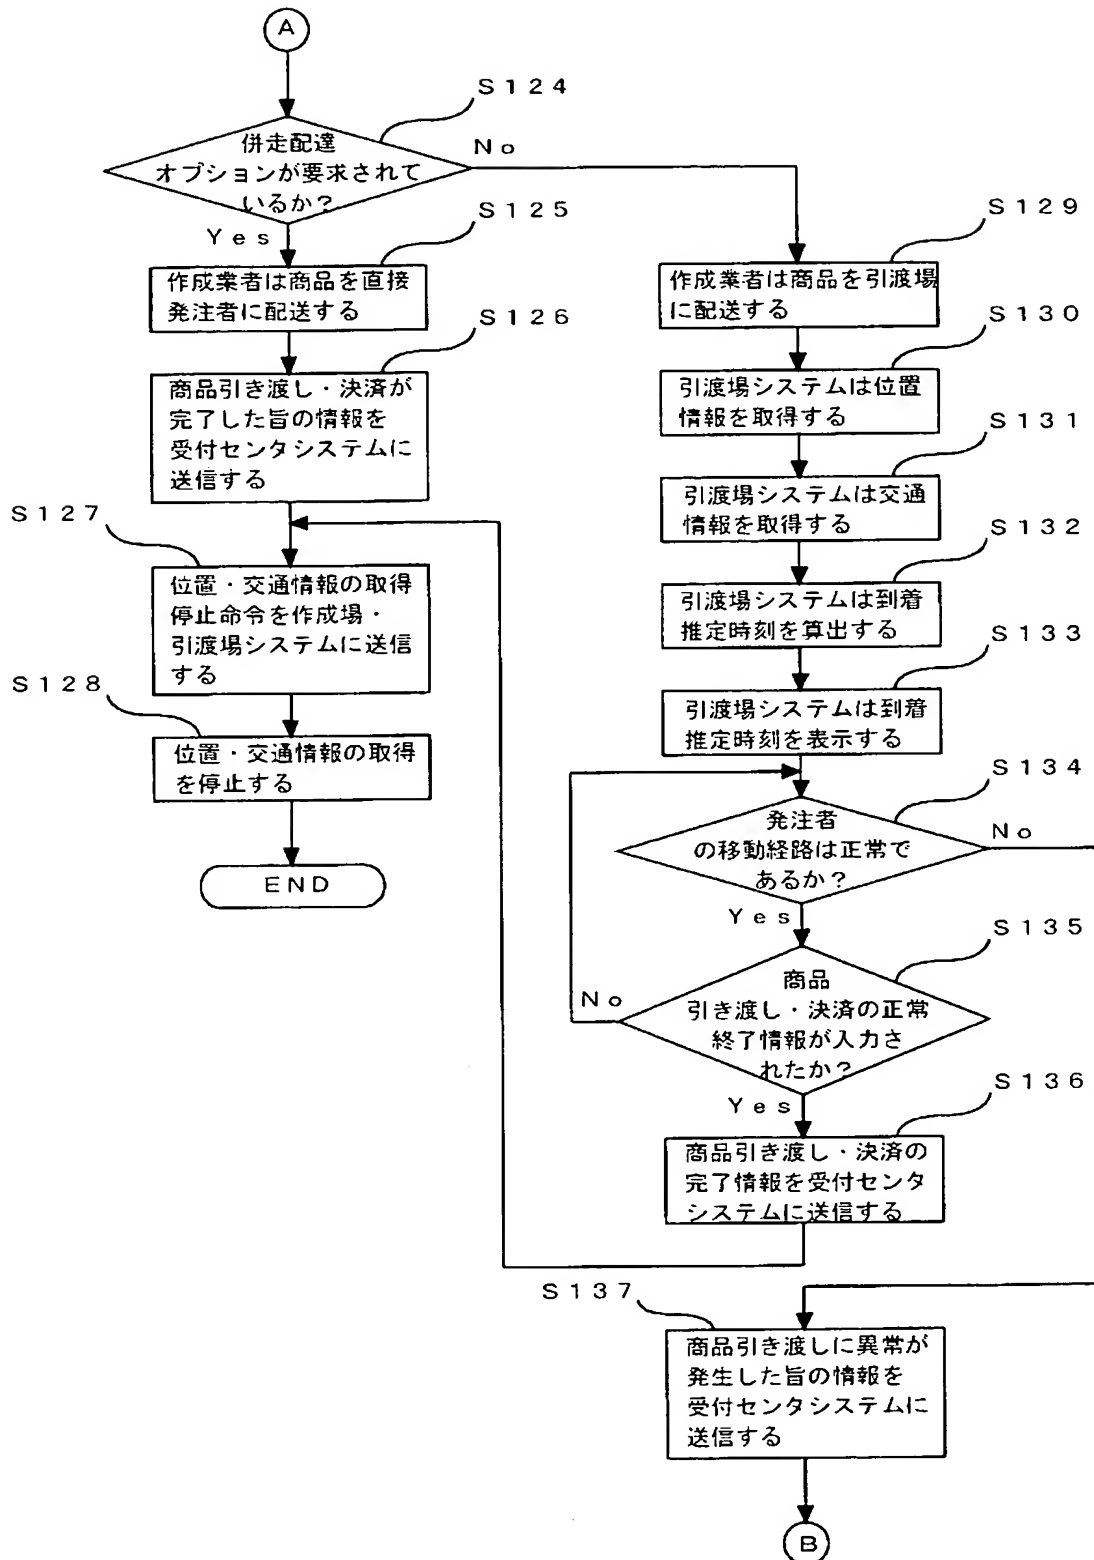 A
S124
併走配達
オプションが要求されて
いるか?
No
Yes
S125
作成業者は商品を直接
発注者に配送する
S126
商品引き渡し・決済が
完了した旨の情報を
受付センタシステムに
送信する
S127
位置・交通情報の取得
停止命令を作成場・
引渡場システムに送信
する
S128
位置・交通情報の取得
を停止する
END
S129
作成業者は商品を引渡場
に配送する
S130
引渡場システムは位置
情報を取得する
S131
引渡場システムは交通
情報を取得する
S132
引渡場システムは到着
推定時刻を算出する
S133
引渡場システムは到着
推定時刻を表示する
S134
発注者
の移動経路は正常で
あるか?
No
Yes
S135
商品
引き渡し・決済の正常
終了情報が入力さ
れたか?
No
Yes
S136
商品引き渡し・決済の
完了情報を受付センタ
システムに送信する
S137
商品引き渡しに異常が
発生した旨の情報を
受付センタシステムに
送信する
B